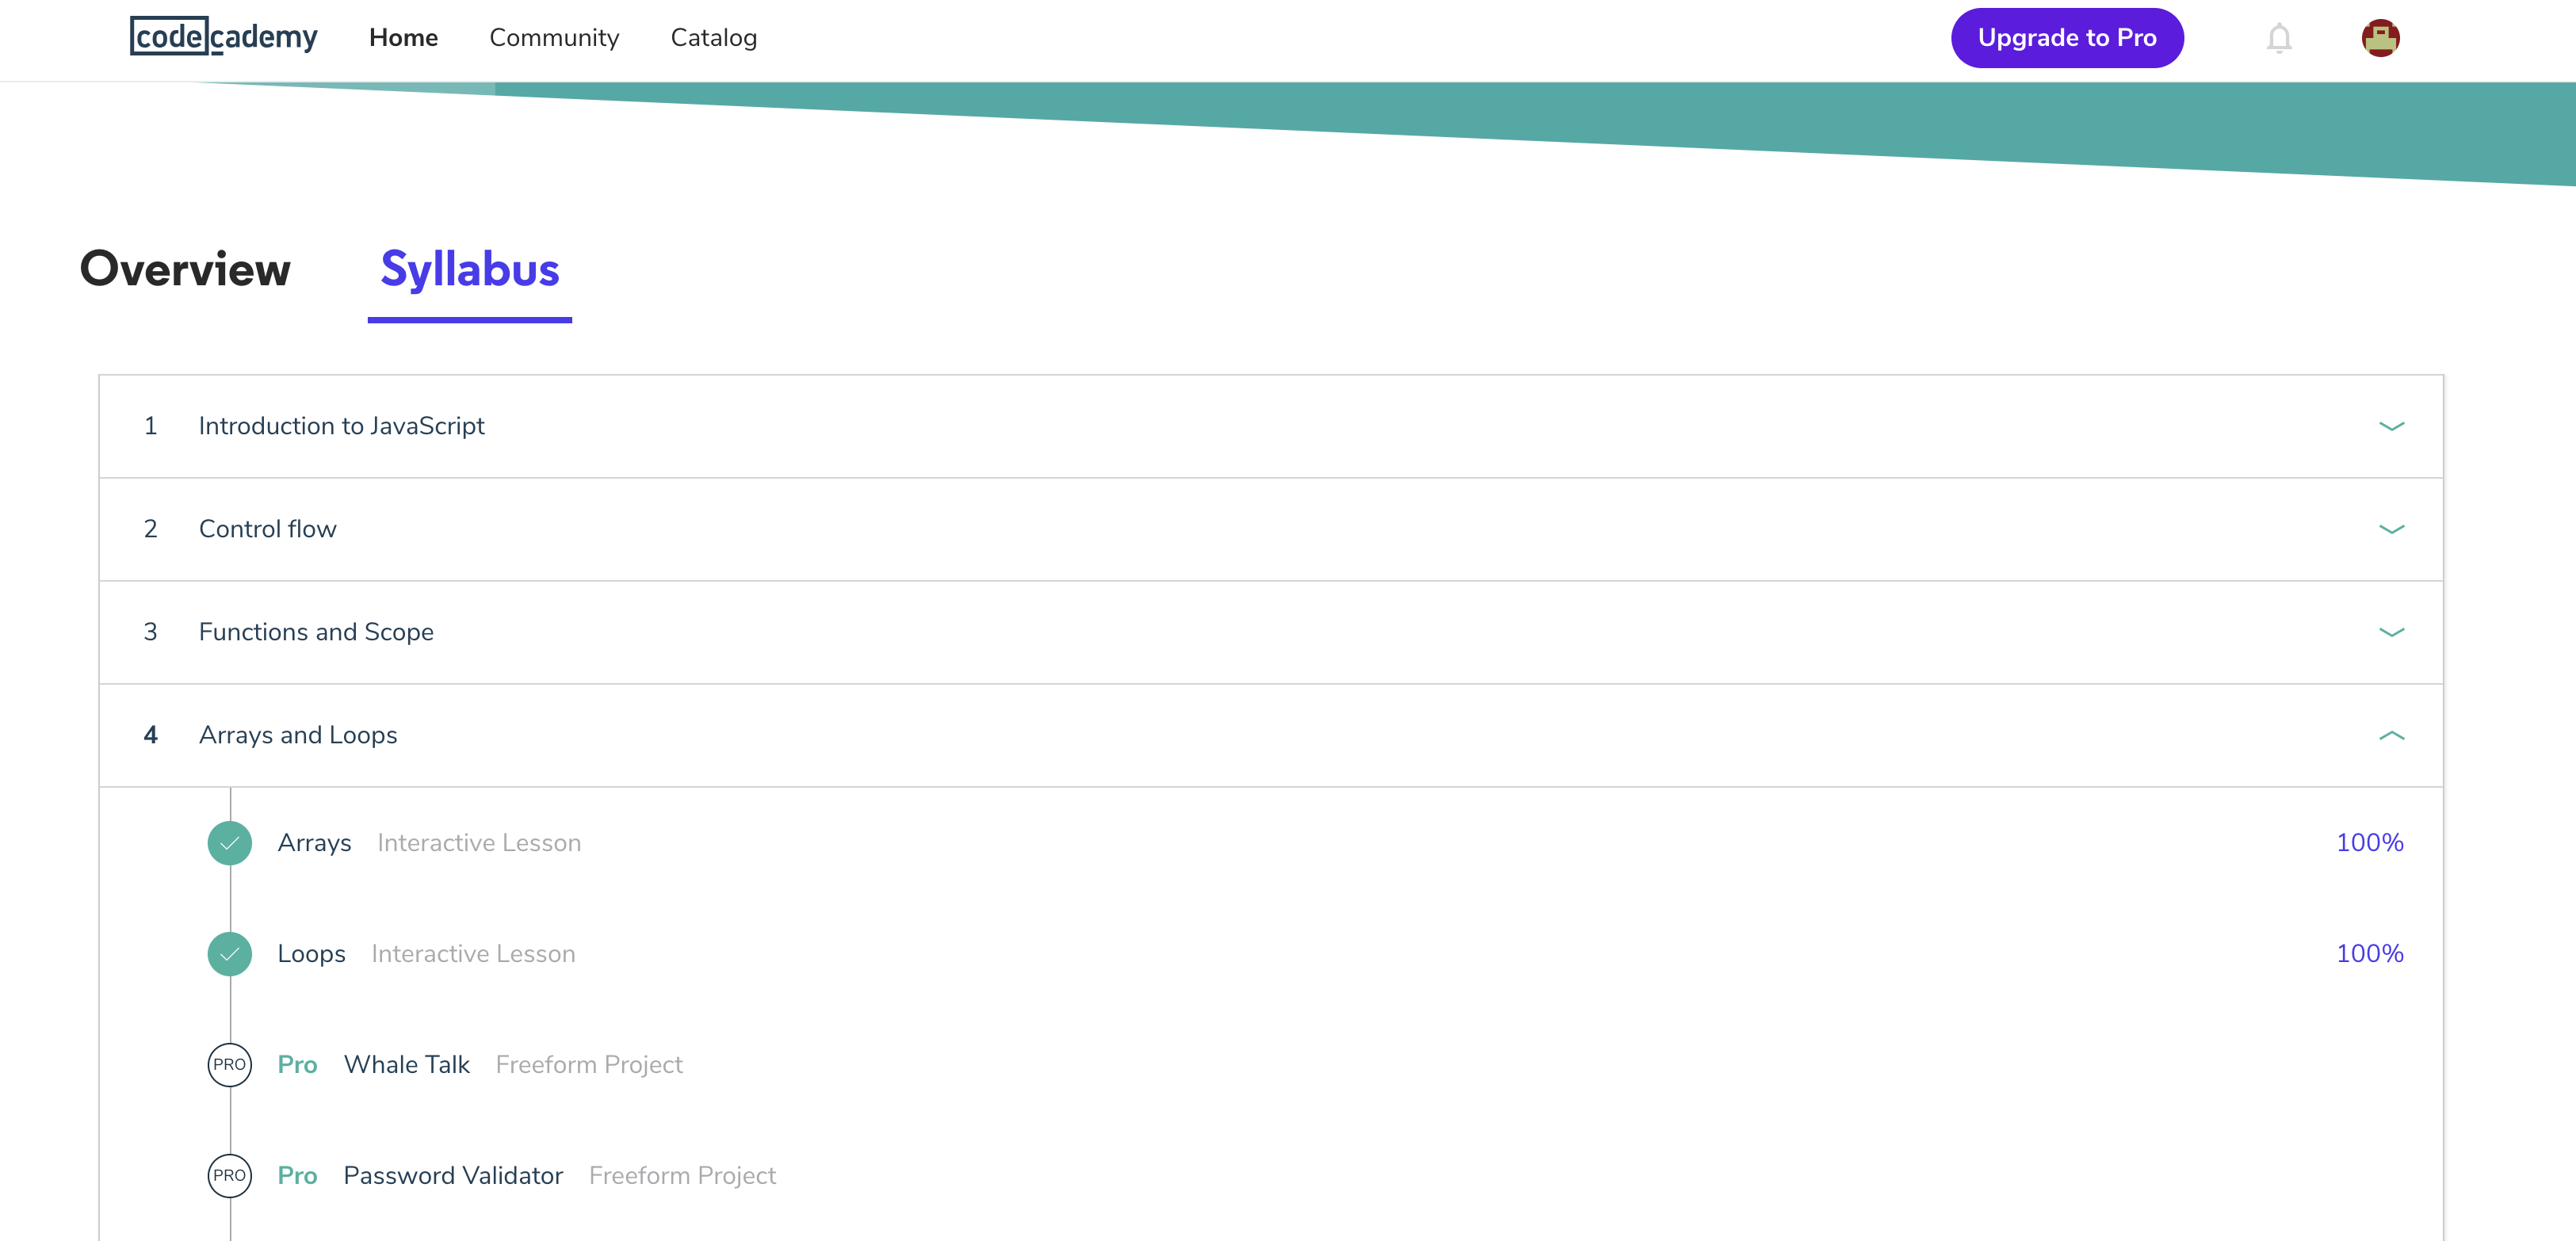 codecademy Home Community Catalog Upgrade to Pro
Overview Syllabus
1 Introduction to JavaScript
2 Control flow
3 Functions and Scope
4 Arrays and Loops
Arrays Interactive Lesson 100%
Loops Interactive Lesson 100%
PRO Pro Whale Talk Freeform Project
PRO Pro Password Validator Freeform Project